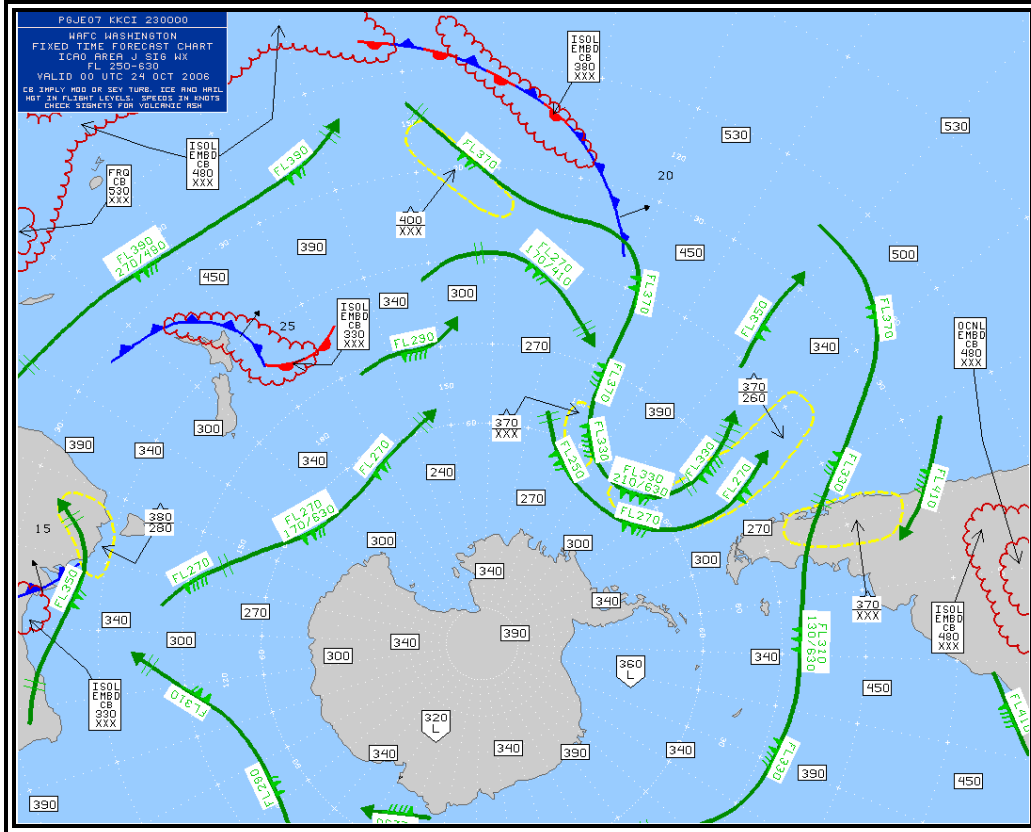 PGJE07 KKCI 230000
WAFC WASHINGTON
FIXED TIME FORECAST CHART
ICAO AREA J SIG WX
FL 250-630
VALID 00 UTC 24 OCT 2006
CB IMPLY MOD OR SEV TURB. ICE AND HAIL
HGT IN FLIGHT LEVELS. SPEEDS IN KNOTS
CHECK SIGMETS FOR VOLCANIC ASH
ISOL
EMBD
CB
380
XXX
530
530
ISOL
EMBD
CB
480
XXX
FRQ
CB
530
XXX
FL390
FL370
120
20
400
XXX
FL390
270/490
390
450
500
450
FL270
170/410
FL370
340
300
ISOL
EMBD
CB
330
XXX
25
FL350
FL370
OCNL
EMBD
CB
480
XXX
FL290
270
340
FL370
370
260
390
300
370
XXX
390
340
340
FL270
FL250
FL330
FL330
FL330
210/630
FL330
FL270
FL410
240
270
FL270
270
380
280
15
FL270
170/630
300
300
300
370
XXX
FL270
340
FL350
340
270
340
ISOL
EMBD
CB
480
XXX
300
340
390
FL310
130/630
300
340
360
L
450
ISOL
EMBD
CB
330
XXX
FL310
FL410
320
L
340
340
390
340
FL330
390
450
FL280
390